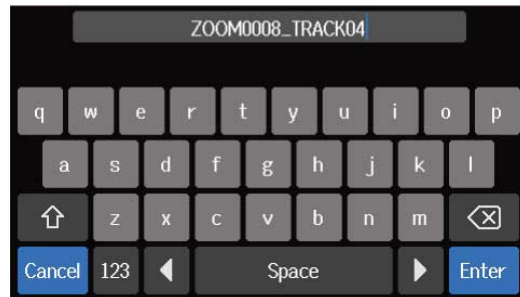 ZOOM0008_TRACK04
q w e r t y u i o p
a s d f g h j k l
z x c v b n m
Cancel 123 Space Enter